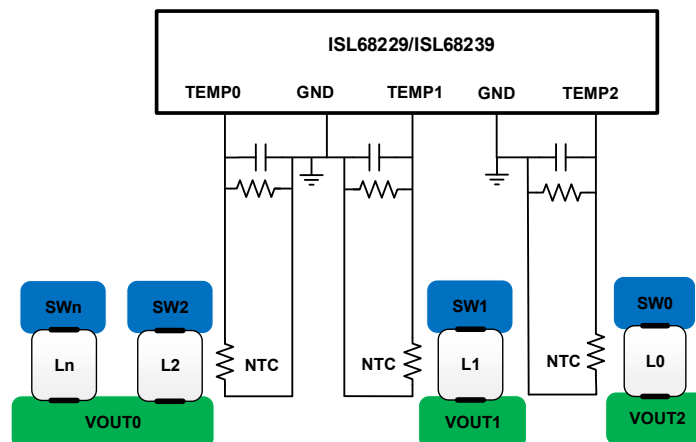 ISL68229/ISL68239
TEMP0 GND TEMP1 GND TEMP2
SWn SW2 SW1 SW0
Ln L2 NTC NTC L1 NTC L0
VOUT0 VOUT1 VOUT2